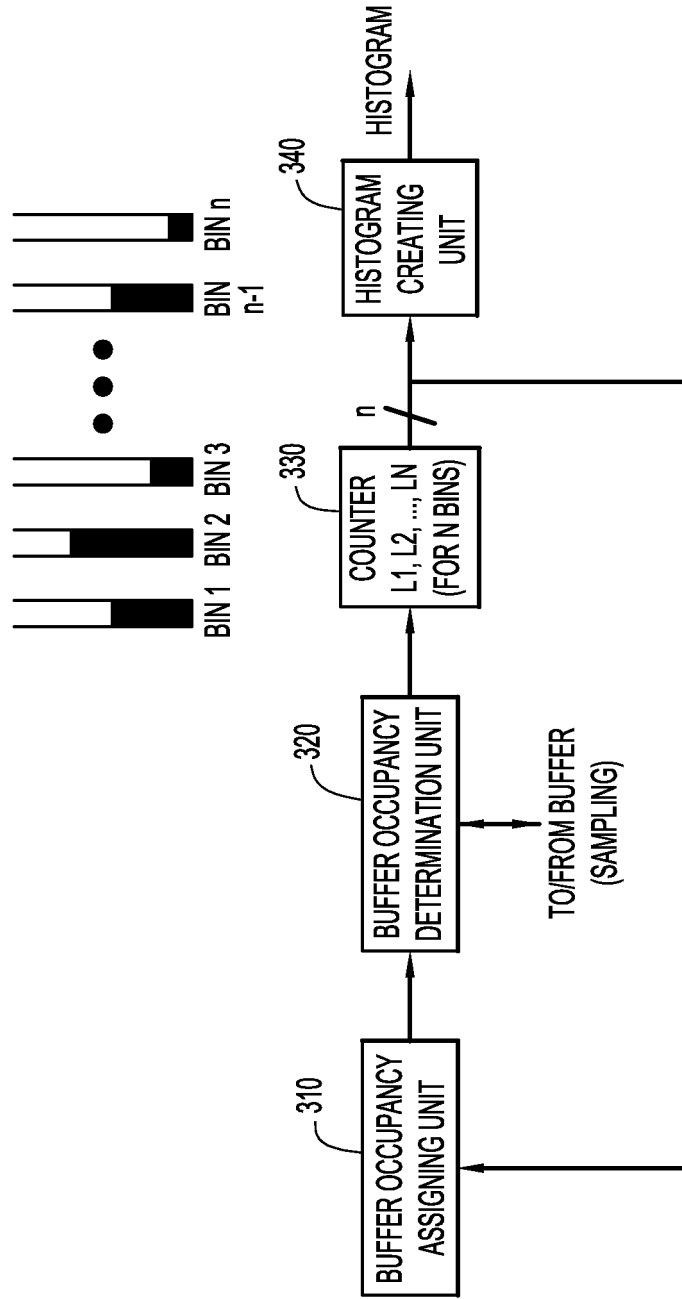 BIN 1
BIN 2
BIN 3
BIN
n-1
BIN n
310
BUFFER OCCUPANCY
ASSIGNING UNIT
320
BUFFER OCCUPANCY
DETERMINATION UNIT
TO/FROM BUFFER
(SAMPLING)
330
COUNTER
L1, L2, ..., LN
(FOR N BINS)
n
340
HISTOGRAM
CREATING
UNIT
HISTOGRAM